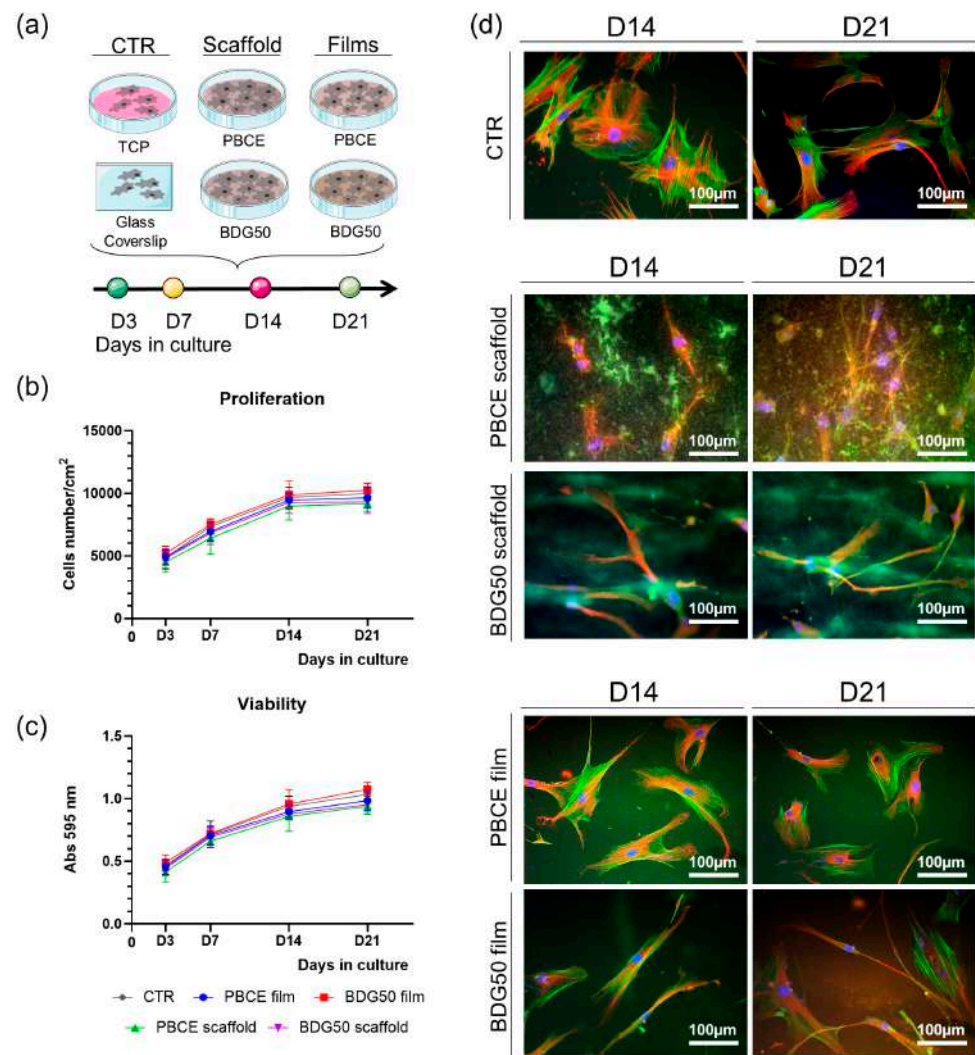 (a)
CTR Scaffold Films
TCP PBCE PBCE
Glass
Coverslip BDG50 BDG50
D3 D7 D14 D21
Days in culture
(b)
Proliferation
Cells number/cm²
15000
10000
5000
0
0 D3 D7 D14 D21
Days in culture
(c)
Viability
Abs 595 nm
1.5
1.0
0.5
0.0
0 D3 D7 D14 D21
Days in culture
CTR PBCE film BDG50 film
PBCE scaffold BDG50 scaffold
(d)
D14 D21
CTR
100µm 100µm
D14 D21
PBCE scaffold
100µm 100µm
BDG50 scaffold
100µm 100µm
D14 D21
PBCE film
100µm 100µm
BDG50 film
100µm 100µm